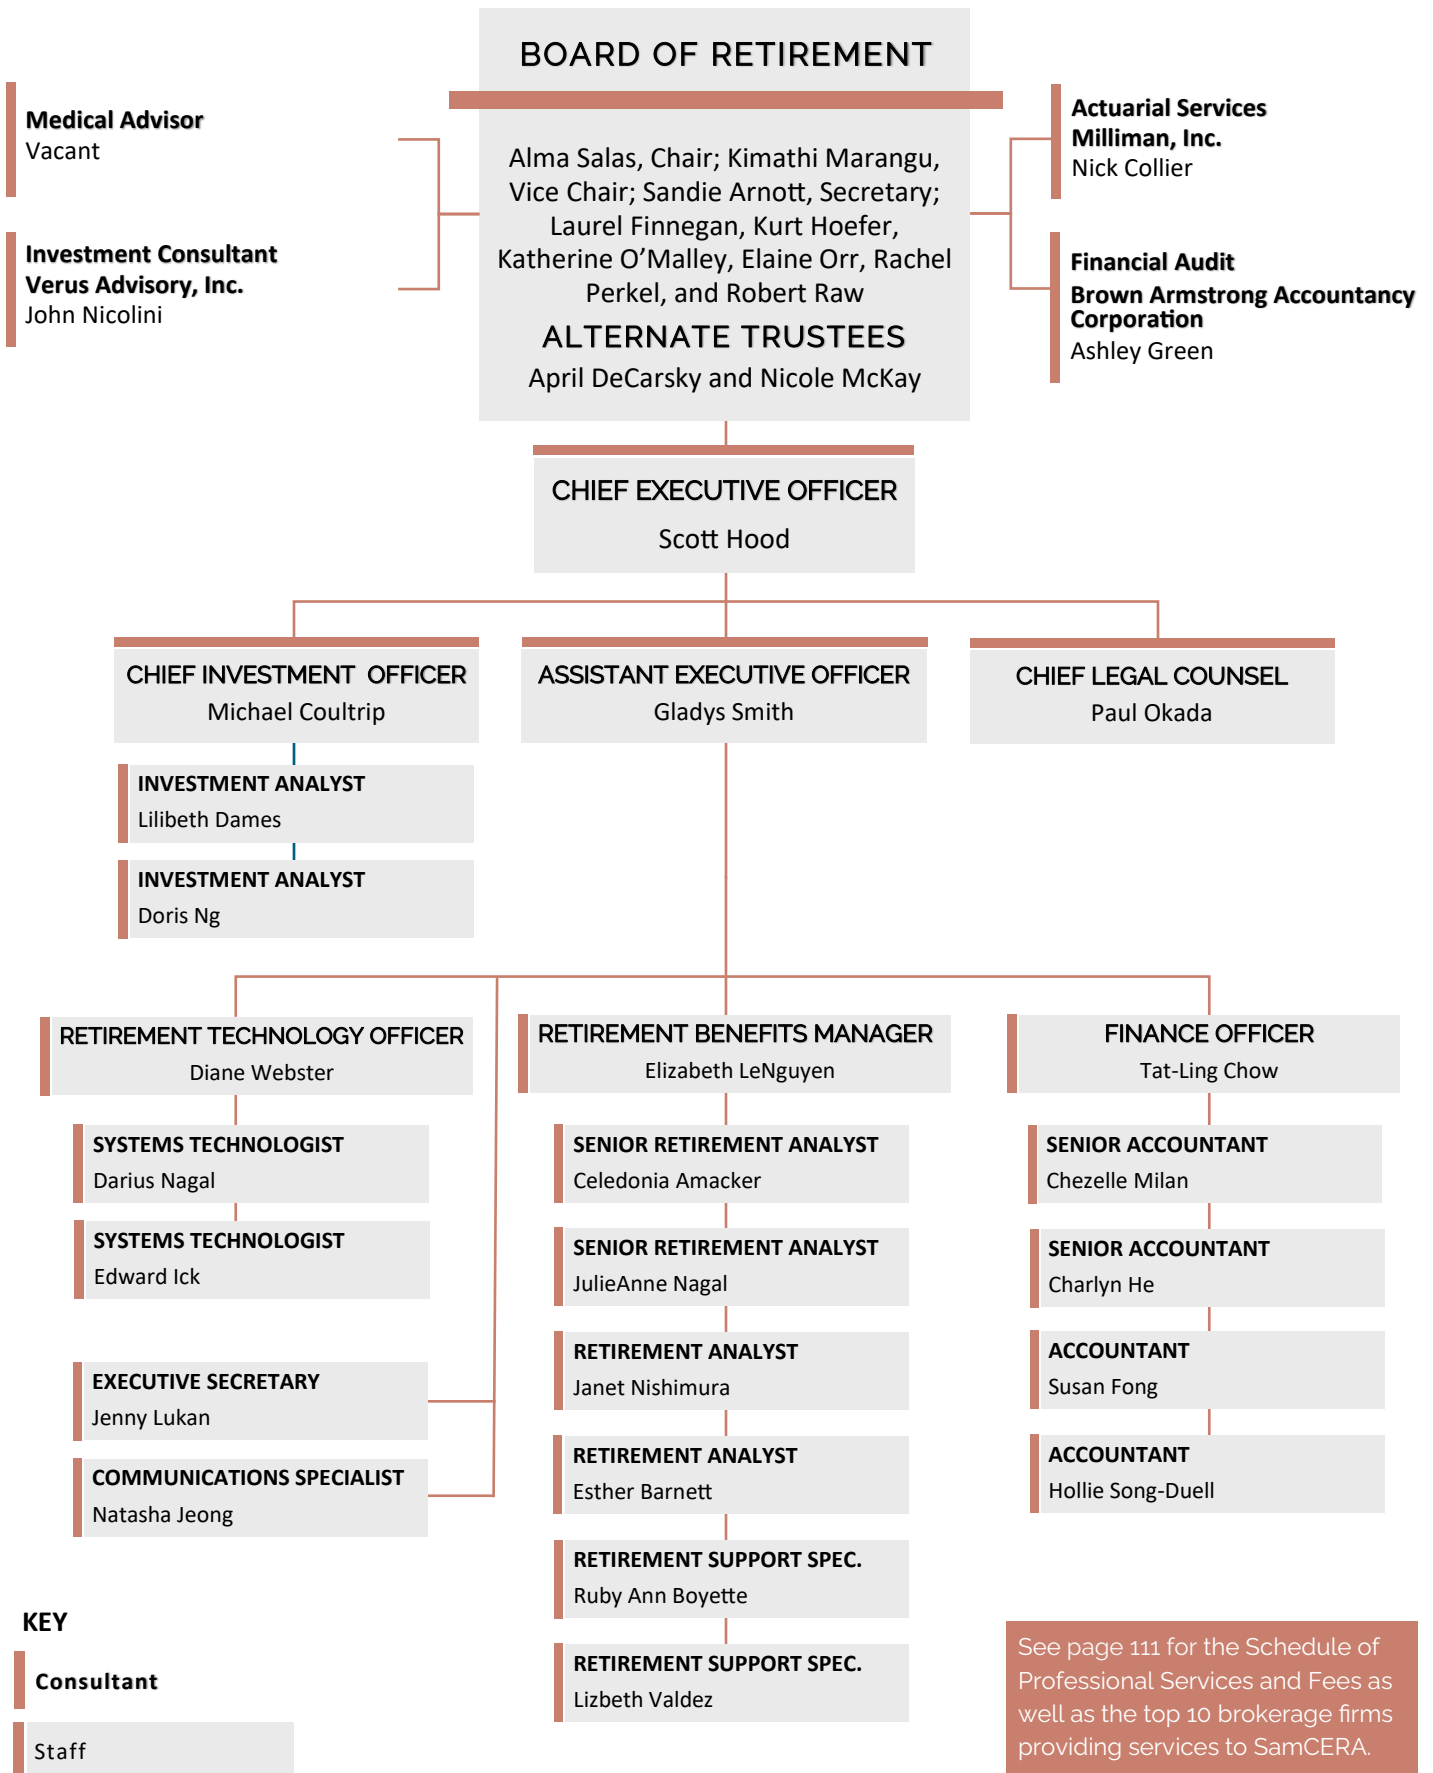 BOARD OF RETIREMENT
Medical Advisor
Vacant
Investment Consultant
Verus Advisory, Inc.
John Nicolini
Alma Salas, Chair; Kimathi Marangu,
Vice Chair; Sandie Arnott, Secretary;
Laurel Finnegan, Kurt Hoefer,
Katherine O’Malley, Elaine Orr, Rachel
Perkel, and Robert Raw
ALTERNATE TRUSTEES
April DeCarsky and Nicole McKay
Actuarial Services
Milliman, Inc.
Nick Collier
Financial Audit
Brown Armstrong Accountancy
Corporation
Ashley Green
CHIEF EXECUTIVE OFFICER
Scott Hood
CHIEF INVESTMENT OFFICER
Michael Coultrip
ASSISTANT EXECUTIVE OFFICER
Gladys Smith
CHIEF LEGAL COUNSEL
Paul Okada
INVESTMENT ANALYST
Lilibeth Dames
INVESTMENT ANALYST
Doris Ng
RETIREMENT TECHNOLOGY OFFICER
Diane Webster
SYSTEMS TECHNOLOGIST
Darius Nagal
SYSTEMS TECHNOLOGIST
Edward Ick
EXECUTIVE SECRETARY
Jenny Lukan
COMMUNICATIONS SPECIALIST
Natasha Jeong
RETIREMENT BENEFITS MANAGER
Elizabeth LeNguyen
SENIOR RETIREMENT ANALYST
Celedonia Amacker
SENIOR RETIREMENT ANALYST
JulieAnne Nagal
RETIREMENT ANALYST
Janet Nishimura
RETIREMENT ANALYST
Esther Barnett
RETIREMENT SUPPORT SPEC.
Ruby Ann Boyette
RETIREMENT SUPPORT SPEC.
Lizbeth Valdez
FINANCE OFFICER
Tat-Ling Chow
SENIOR ACCOUNTANT
Chezelle Milan
SENIOR ACCOUNTANT
Charlyn He
ACCOUNTANT
Susan Fong
ACCOUNTANT
Hollie Song-Duell
KEY
Consultant
Staff
See page 111 for the Schedule of
Professional Services and Fees as
well as the top 10 brokerage firms
providing services to SamCERA.